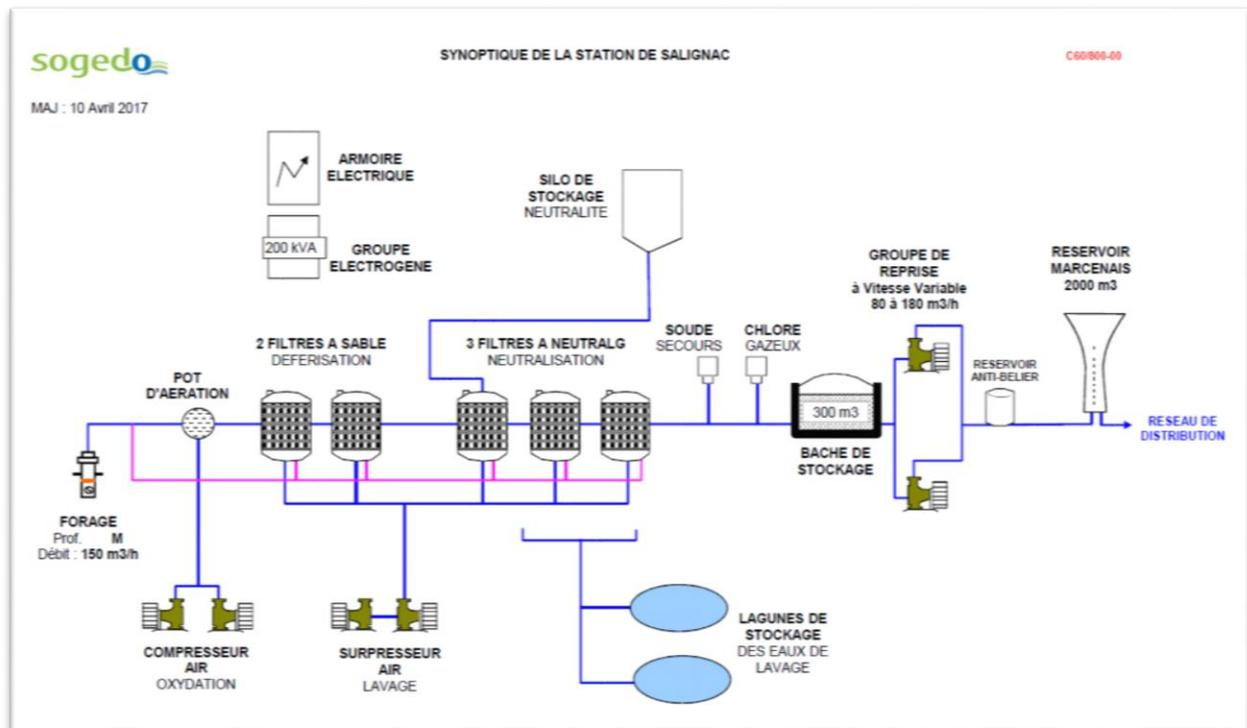 sogedo
SYNOPTIQUE DE LA STATION DE SALIGNAC
C60/800-00
MAJ : 10 Avril 2017
ARMOIRE
ELECTRIQUE
200 kVA
GROUPE
ELECTROGENE
SILO DE
STOCKAGE
NEUTRALITE
GROUPE DE
REPRISE
à Vitesse Variable
80 à 180 m3/h
RESERVOIR
MARCENAIS
2000 m3
2 FILTRES A SABLE
DEFERISATION
3 FILTRES A NEUTRALG
NEUTRALISATION
SOUDE
SECOURS
CHLORE
GAZEUX
POT
D'AERATION
RESERVOIR
ANTI-BELIER
300 m3
BACHE DE
STOCKAGE
RESEAU DE
DISTRIBUTION
FORAGE
Prof. M
Débit : 150 m3/h
COMPRESSEUR
AIR
OXYDATION
SURPRESSEUR
AIR
LAVAGE
LAGUNES DE
STOCKAGE
DES EAUX DE
LAVAGE